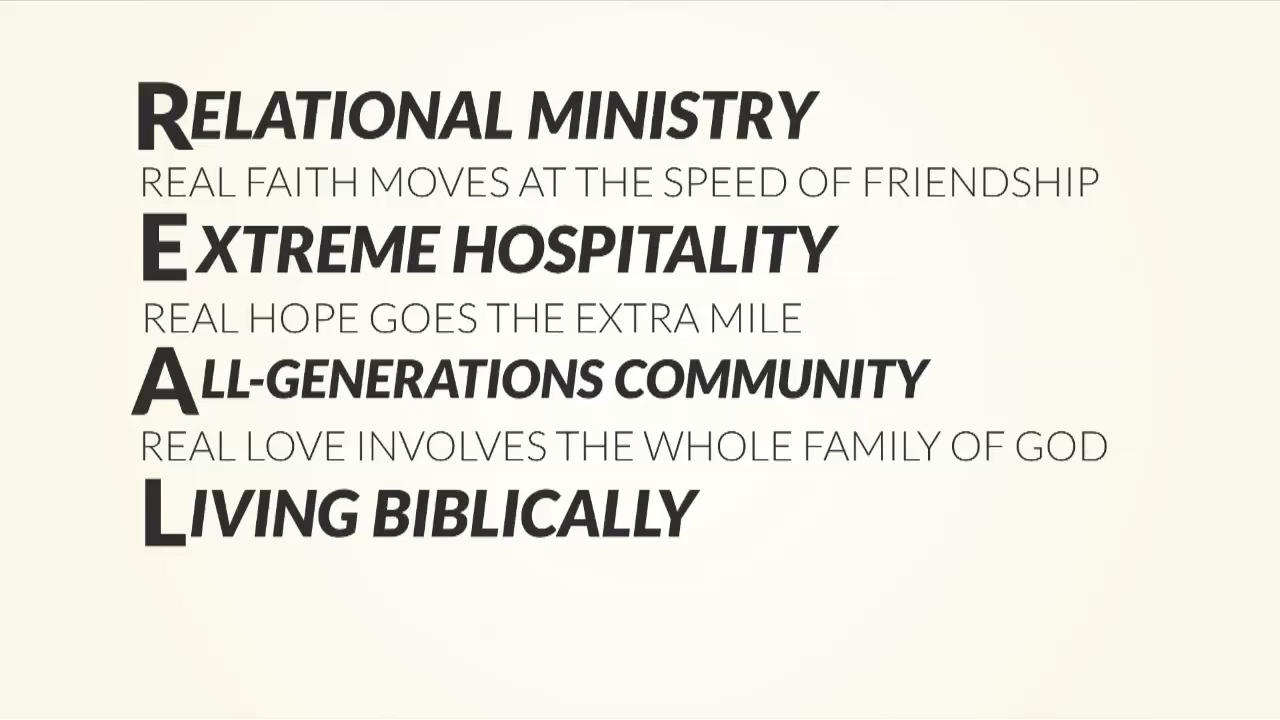 RELATIONAL MINISTRY
REAL FAITH MOVES AT THE SPEED OF FRIENDSHIP
EXTREME HOSPITALITY
REAL HOPE GOES THE EXTRA MILE
ALL-GENERATIONS COMMUNITY
REAL LOVE INVOLVES THE WHOLE FAMILY OF GOD
LIVING BIBLICALLY